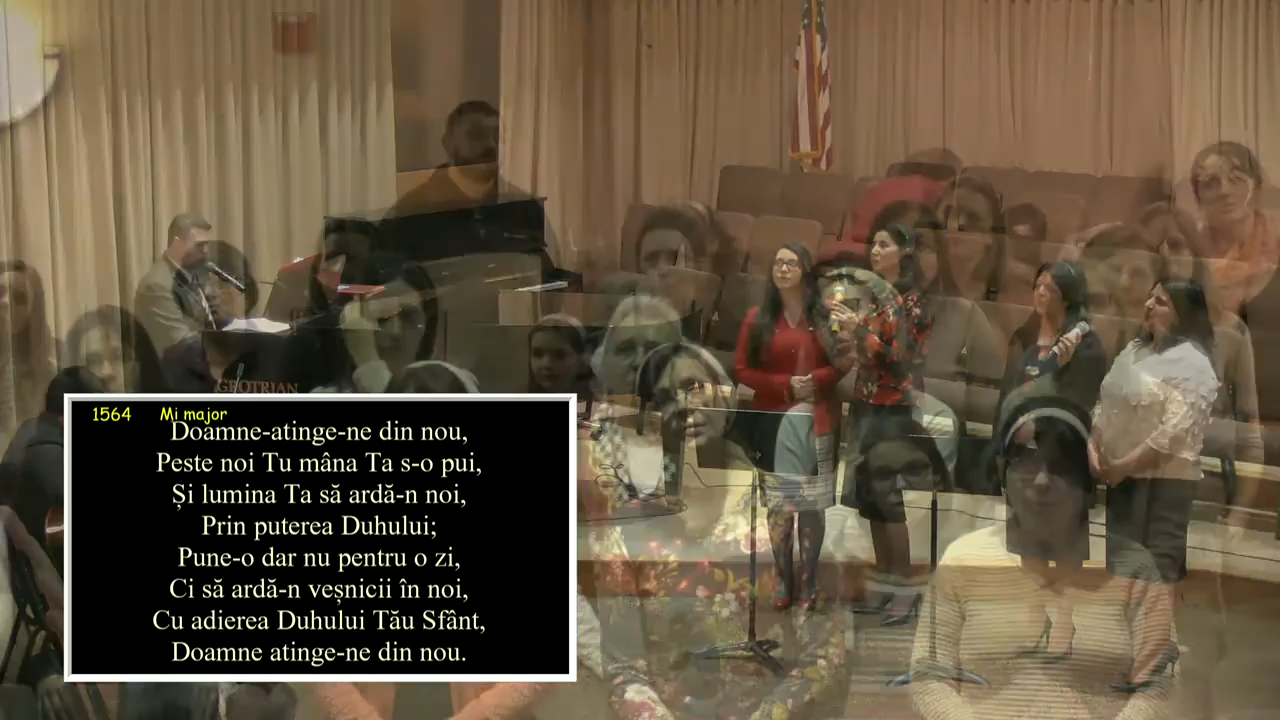 GROTRIAN
1564 Mi major
Doamne-atinge-ne din nou,
Peste noi Tu mâna Ta s-o pui,
Și lumina Ta să ardă-n noi,
Prin puterea Duhului;
Pune-o dar nu pentru o zi,
Ci să ardă-n veșnicii în noi,
Cu adierea Duhului Tău Sfânt,
Doamne atinge-ne din nou.